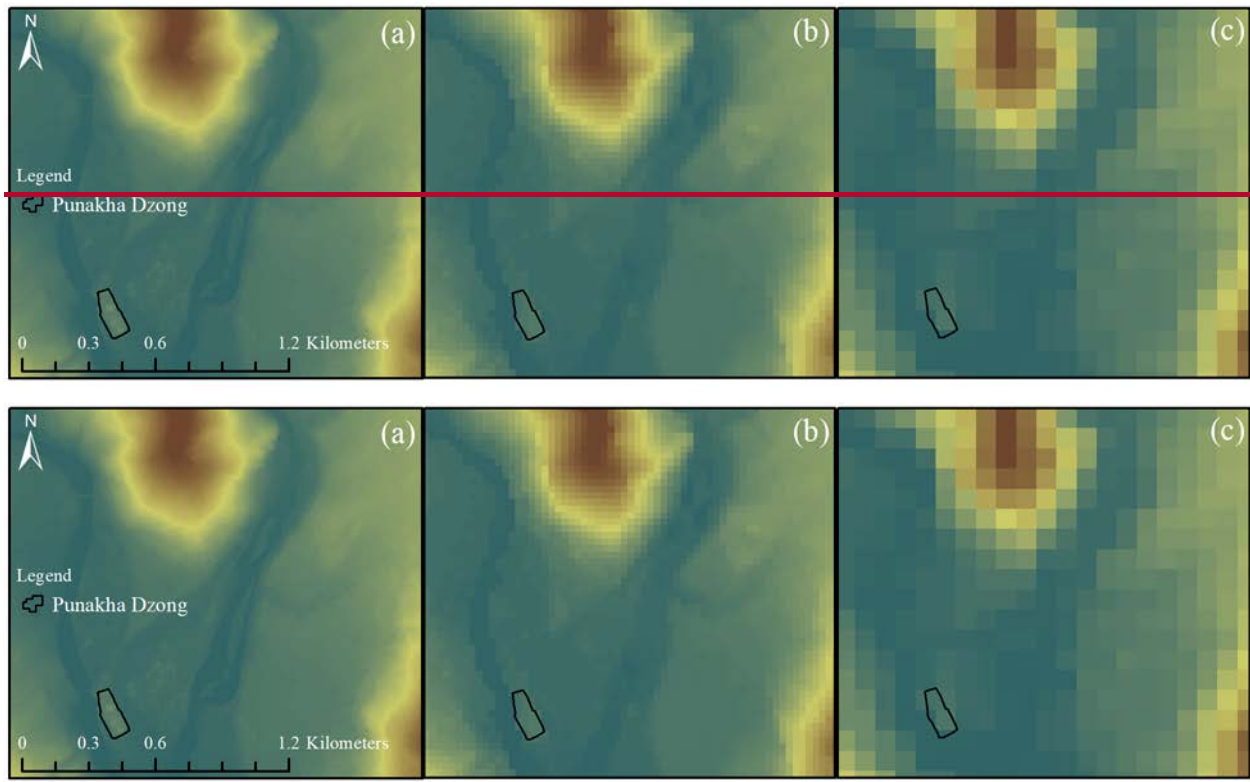 N
(a)
(b)
(c)
Legend
Punakha Dzong
0 0.3 0.6 1.2 Kilometers
N
(a)
(b)
(c)
Legend
Punakha Dzong
0 0.3 0.6 1.2 Kilometers